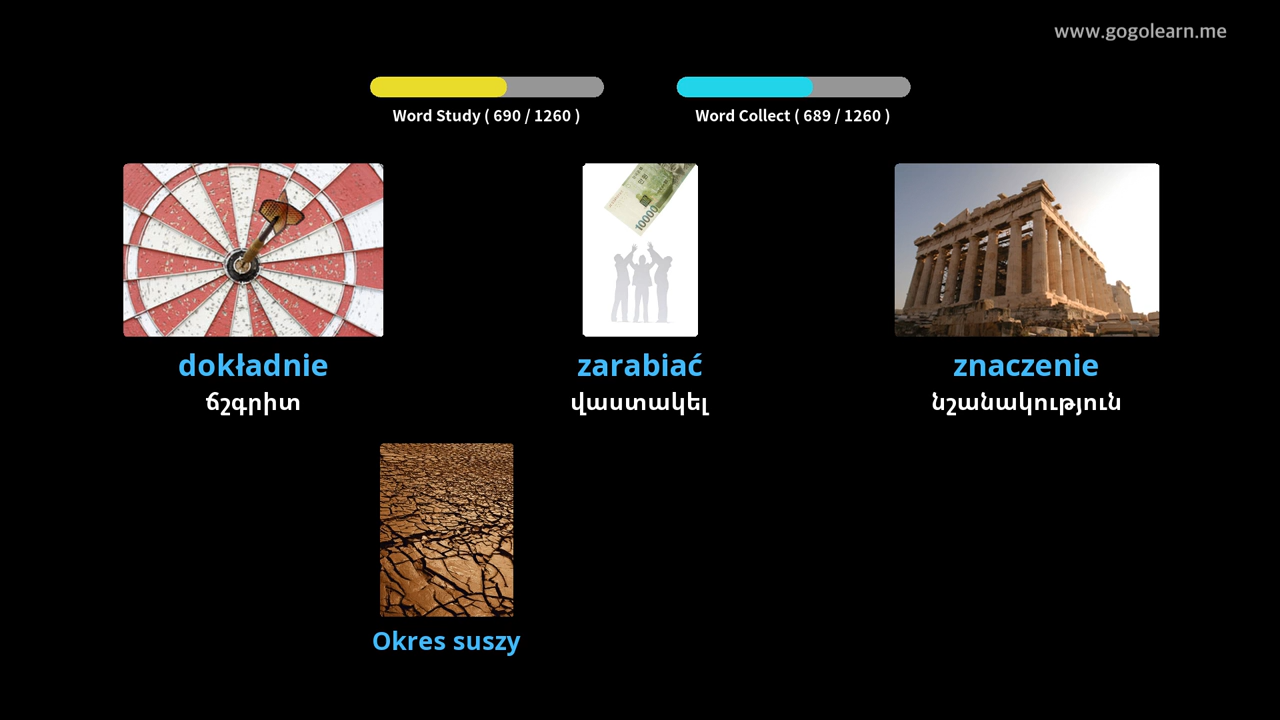 www.gogolearn.me
Word Study ( 690 / 1260 )
Word Collect ( 689 / 1260 )
10000
dokładnie
zarabiać
znaczenie
ճշգրիտ
վաստակել
նշանակություն
Okres suszy